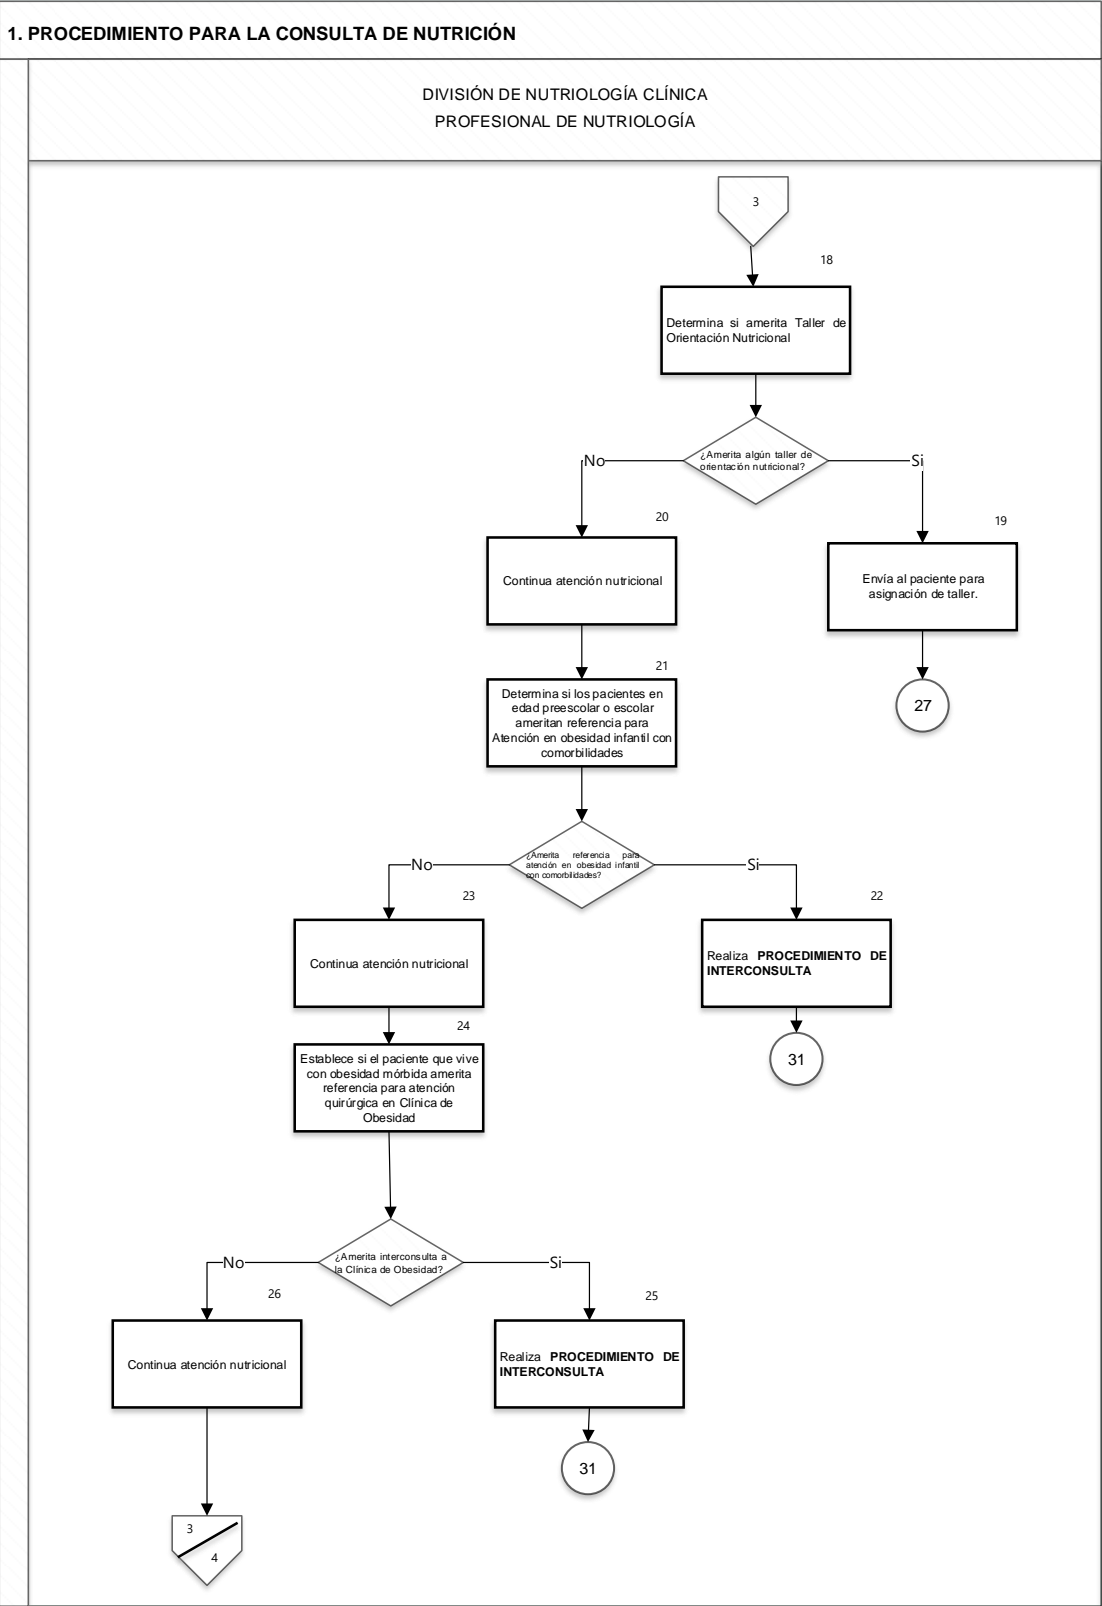 1. PROCEDIMIENTO PARA LA CONSULTA DE NUTRICIÓN
DIVISIÓN DE NUTRIOLOGÍA CLÍNICA
PROFESIONAL DE NUTRIOLOGÍA
3
18
Determina si amerita Taller de
Orientación Nutricional
¿Amerita algún taller de
orientación nutricional?
No
Si
20
19
Continua atención nutricional
Envía al paciente para
asignación de taller.
21
Determina si los pacientes en
edad preescolar o escolar
ameritan referencia para
Atención en obesidad infantil con
comorbilidades
27
¿Amerita referencia para
atención en obesidad infantil
con comorbilidades?
No
Si
23
22
Continua atención nutricional
Realiza PROCEDIMIENTO DE
INTERCONSULTA
24
Establece si el paciente que vive
con obesidad mórbida amerita
referencia para atención
quirúrgica en Clínica de
Obesidad
31
¿Amerita interconsulta a
la Clínica de Obesidad?
No
Si
26
25
Continua atención nutricional
Realiza PROCEDIMIENTO DE
INTERCONSULTA
31
3
4